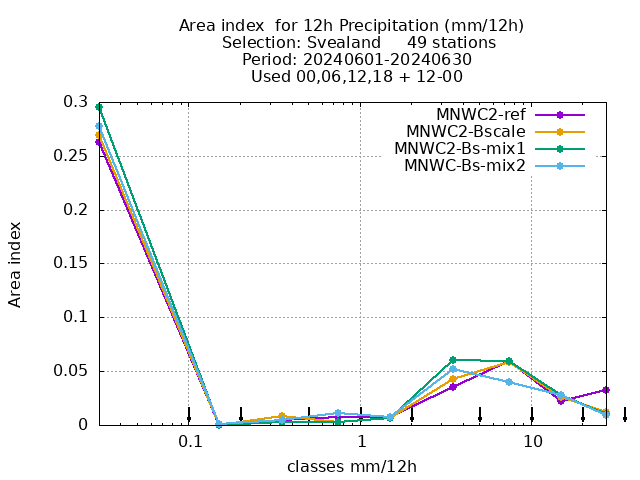 Area index  for 12h Precipitation (mm/12h)
Selection: Svealand     49 stations
Period: 20240601-20240630
Used 00,06,12,18 + 12-00
MNWC2-ref
MNWC2-Bscale
MNWC2-Bs-mix1
MNWC-Bs-mix2
Area index
0.3
0.25
0.2
0.15
0.1
0.05
0
0.1 1 10
classes mm/12h